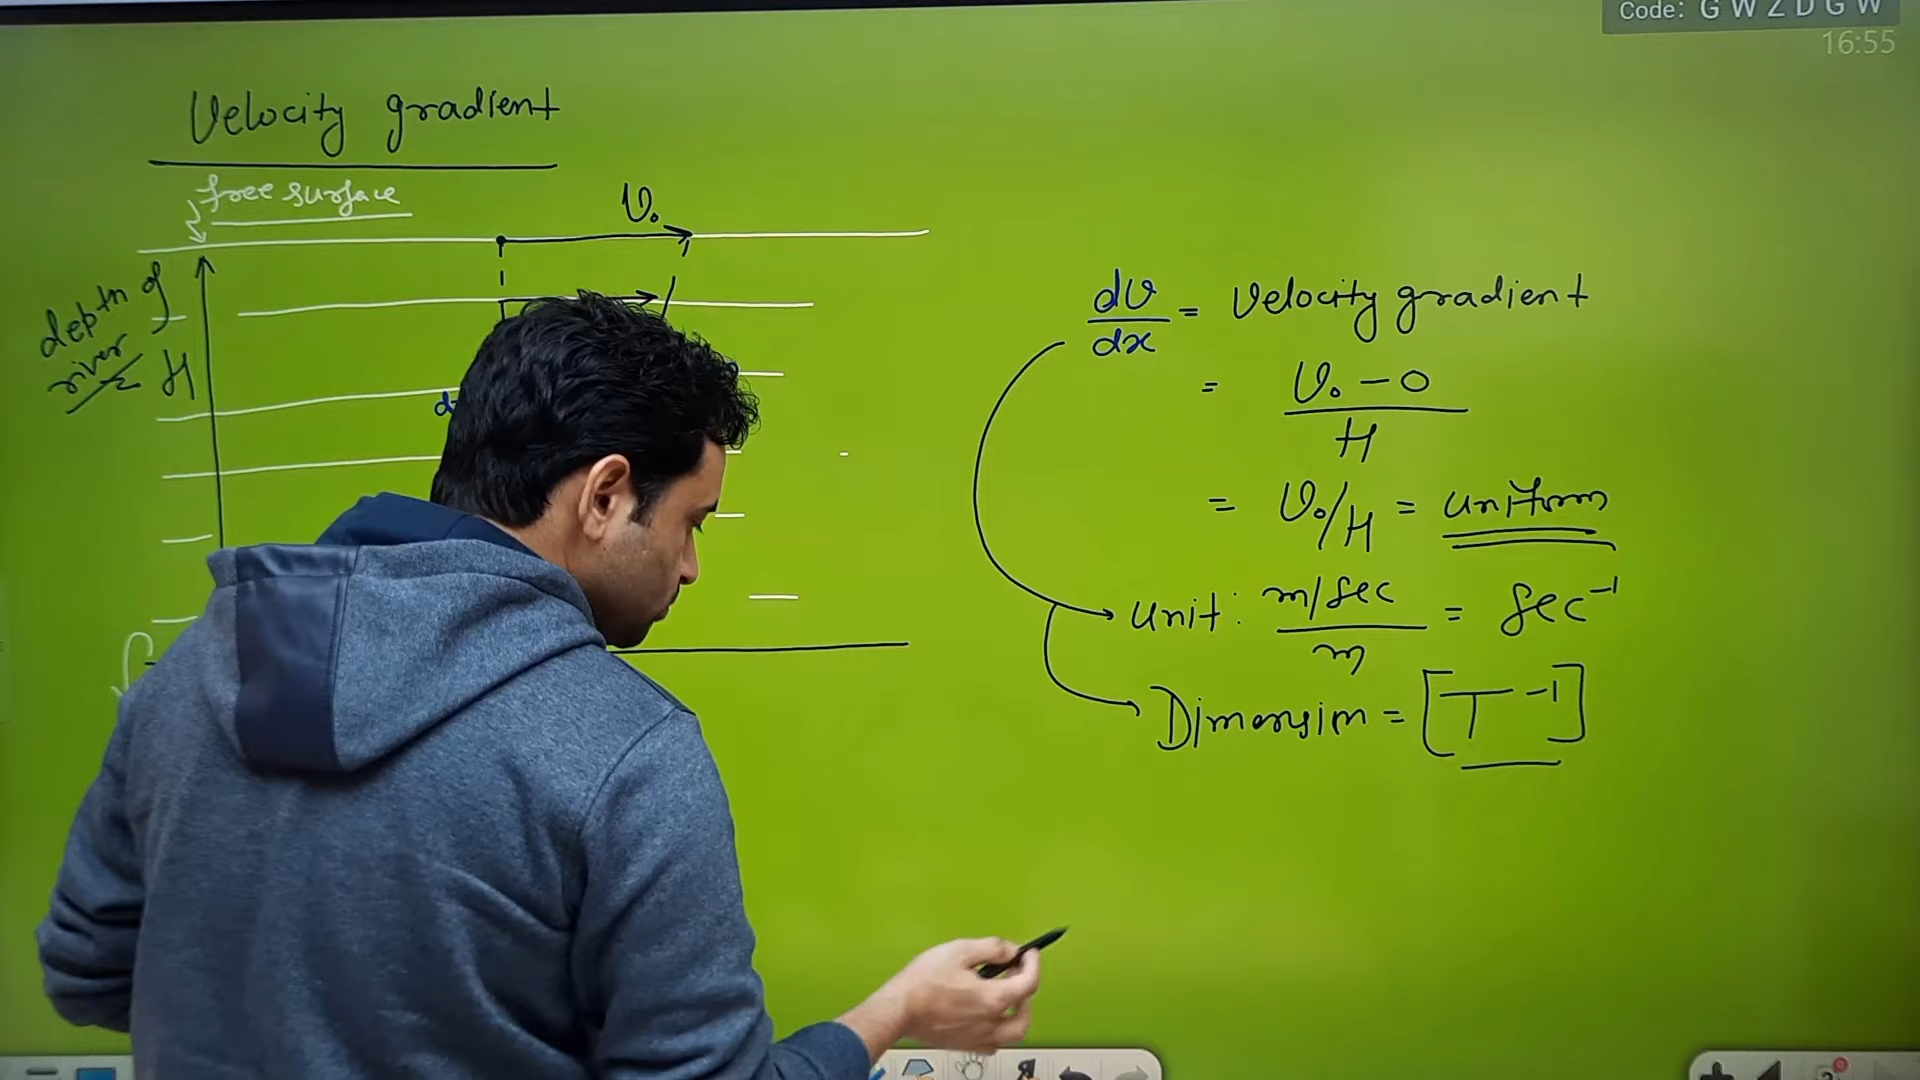 Code: G W Z D G W
16:55
Velocity gradient
free surface
V₀
depth of
river
H
dv/dx = Velocity gradient
= V₀ - 0 / H
= V₀/H = uniform
Unit: m/sec / m = sec⁻¹
Dimension = [T⁻¹]